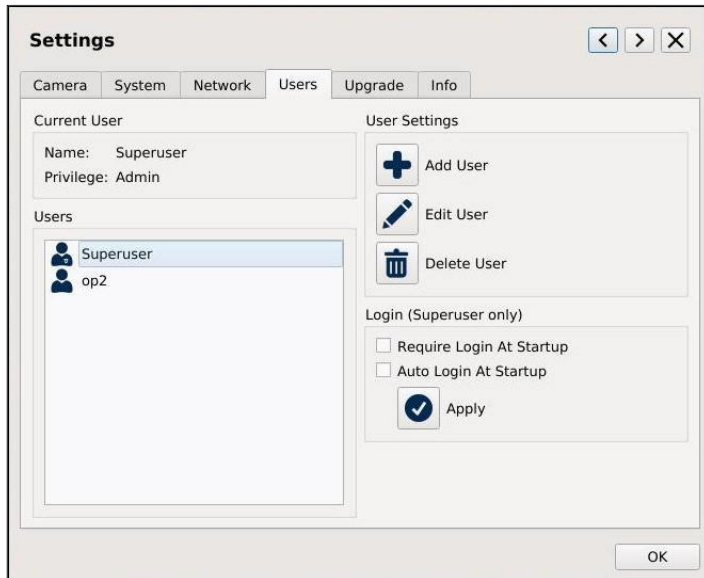 Settings
Camera System Network Users Upgrade Info
Current User
Name: Superuser
Privilege: Admin
Users
Superuser
op2
User Settings
Add User
Edit User
Delete User
Login (Superuser only)
Require Login At Startup
Auto Login At Startup
Apply
OK